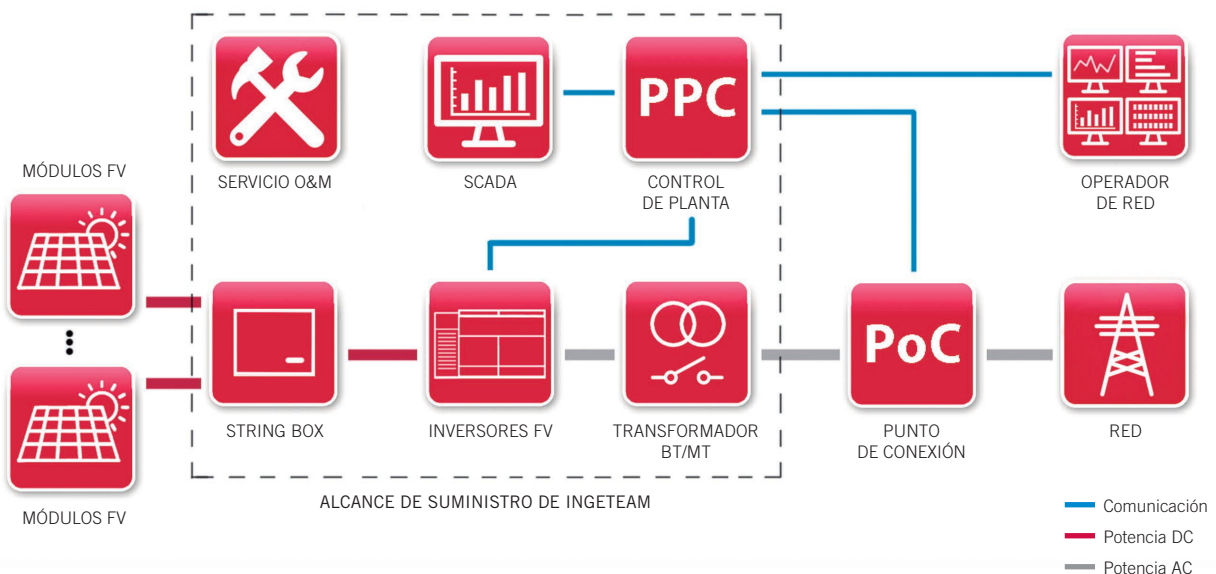 PPC
SERVICIO O&M
SCADA
CONTROL
DE PLANTA
OPERADOR
DE RED
MÓDULOS FV
PoC
STRING BOX
INVERSORES FV
TRANSFORMADOR
BT/MT
PUNTO
DE CONEXIÓN
RED
MÓDULOS FV
ALCANCE DE SUMINISTRO DE INGETEAM
Comunicación
Potencia DC
Potencia AC